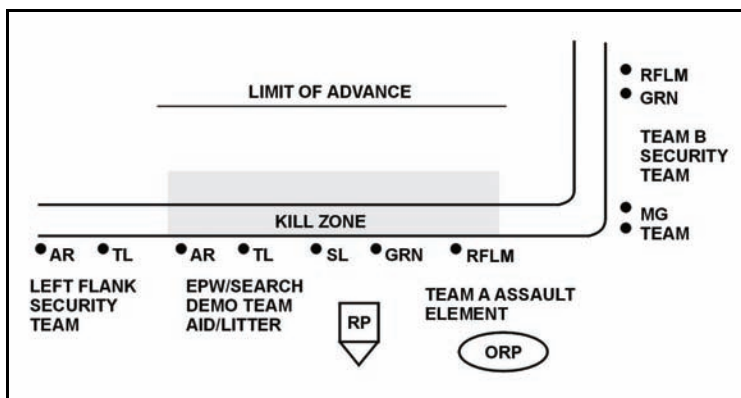 LIMIT OF ADVANCE
RFLM
GRN
TEAM B
SECURITY
TEAM
KILL ZONE
MG
TEAM
AR
TL
AR
TL
SL
GRN
RFLM
LEFT FLANK
SECURITY
TEAM
EPW/SEARCH
DEMO TEAM
AID/LITTER
RP
TEAM A ASSAULT
ELEMENT
ORP